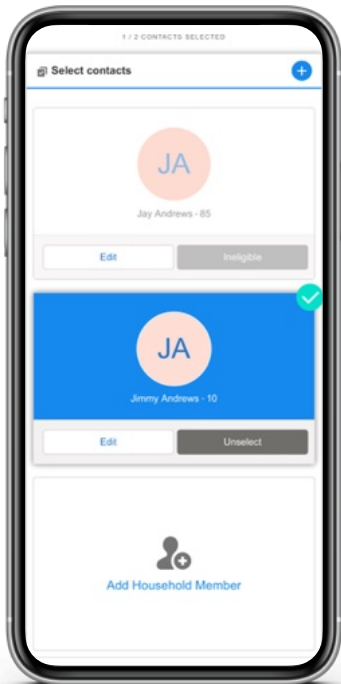 1 / 2 CONTACTS SELECTED
Select contacts
JA
Jay Andrews - 85
Edit Ineligible
JA
Jimmy Andrews - 10
Edit Unselect
Add Household Member